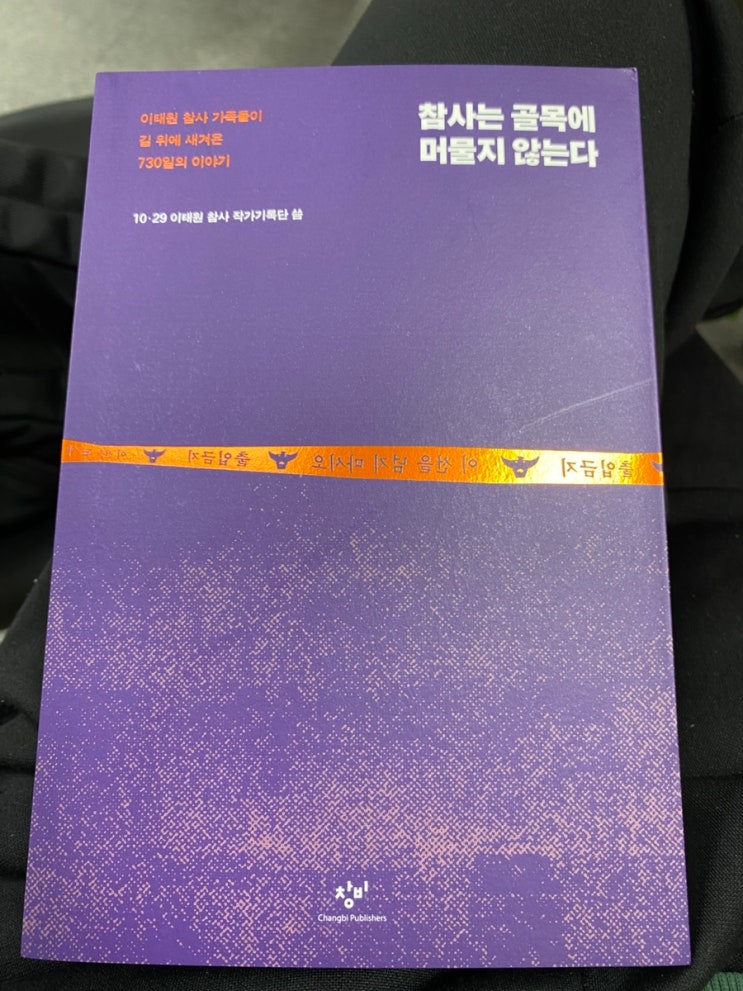 이태원 참사 가족들이
길 위에 새겨온
730일의 이야기
참사는 골목에
머물지 않는다
10·29 이태원 참사 작가기록단 씀
출입금지 이 선을 넘지 마시오 출입금지
창비
Changbi Publishers